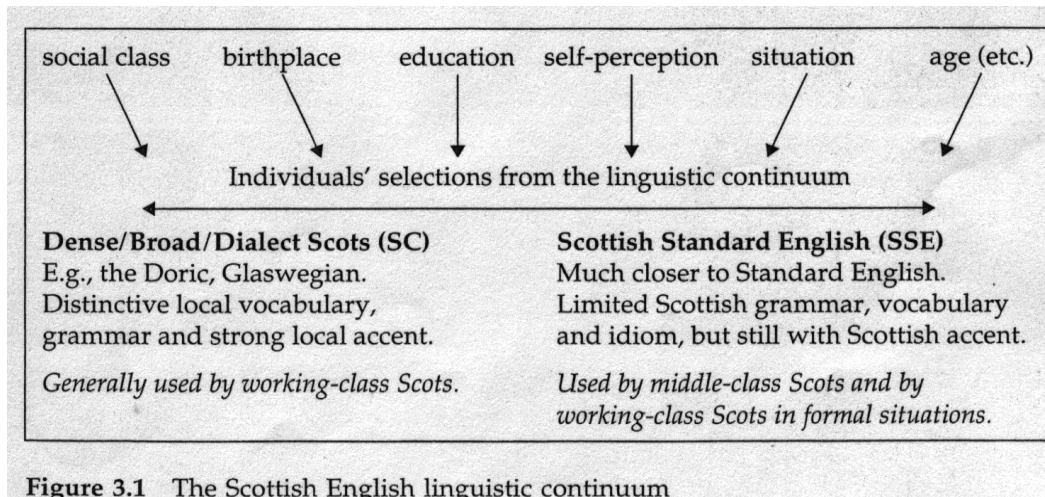 social class birthplace education self-perception situation age (etc.)
Individuals' selections from the linguistic continuum
Dense/Broad/Dialect Scots (SC)
E.g., the Doric, Glaswegian.
Distinctive local vocabulary,
grammar and strong local accent.
Generally used by working-class Scots.
Scottish Standard English (SSE)
Much closer to Standard English.
Limited Scottish grammar, vocabulary
and idiom, but still with Scottish accent.
Used by middle-class Scots and by
working-class Scots in formal situations.
Figure 3.1 The Scottish English linguistic continuum